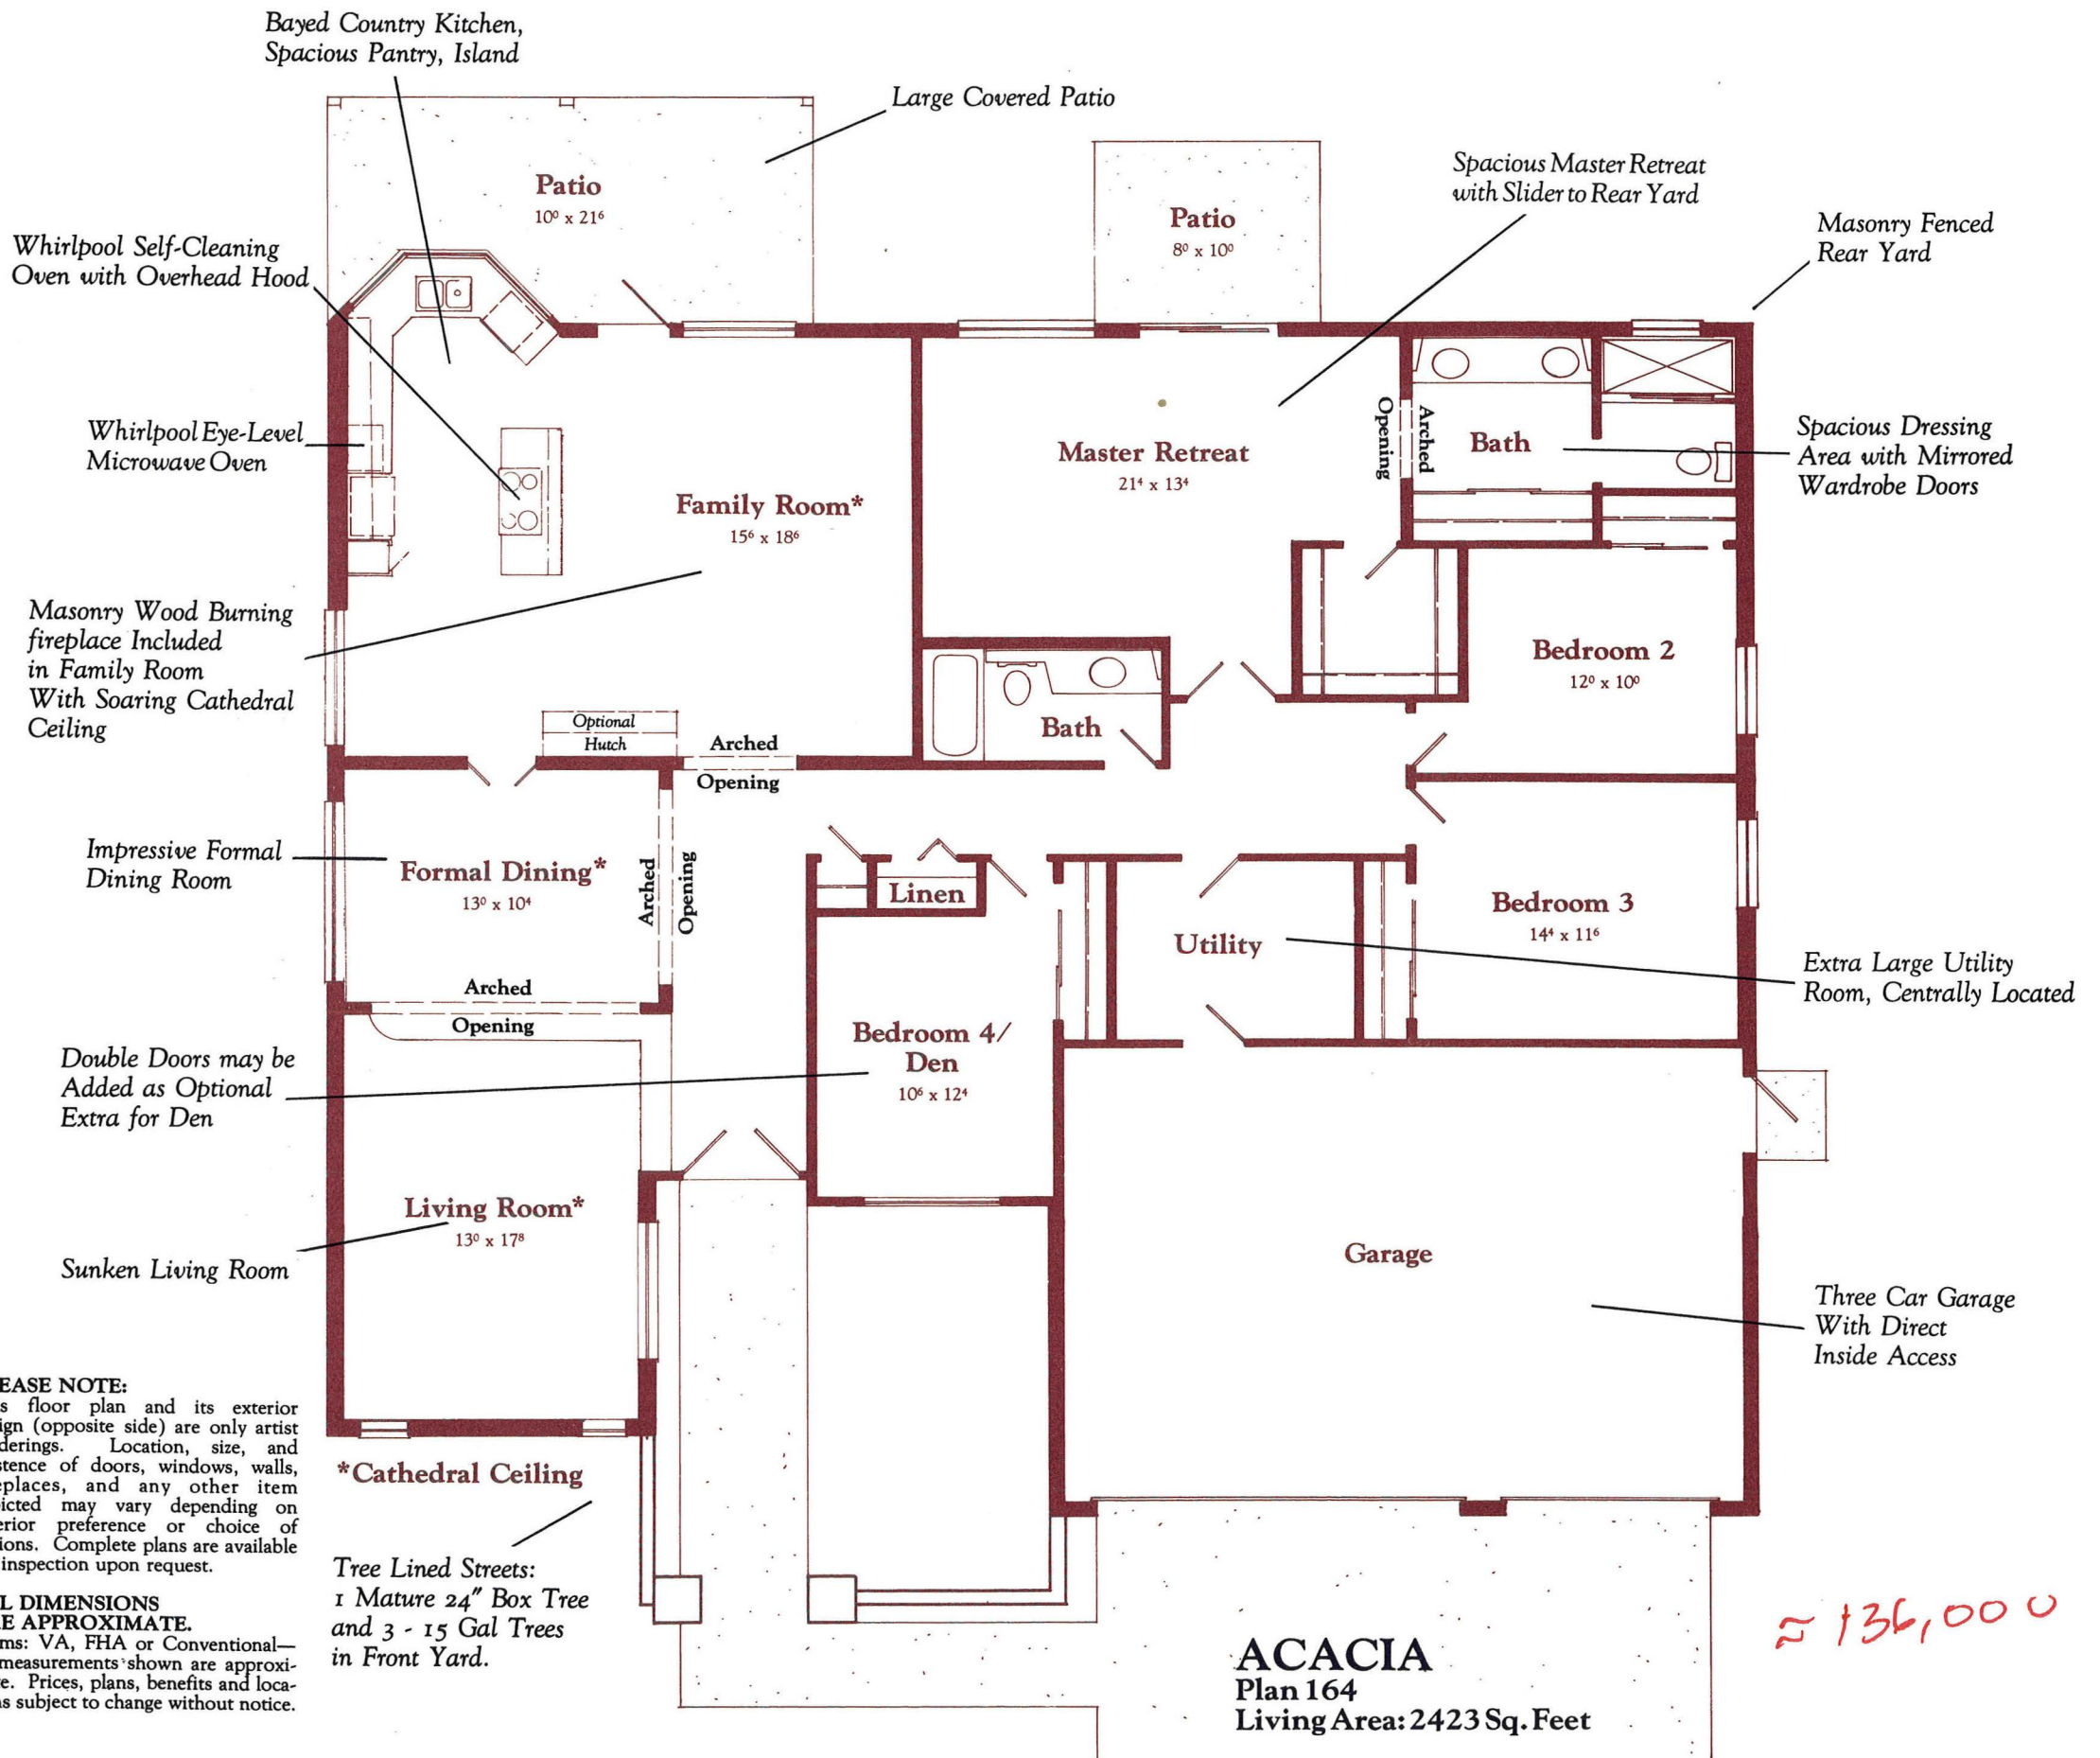 Bayed Country Kitchen,
Spacious Pantry, Island
Large Covered Patio
Patio
10⁰ x 21⁶
Patio
8⁰ x 10⁰
Spacious Master Retreat
with Slider to Rear Yard
Masonry Fenced
Rear Yard
Whirlpool Self-Cleaning
Oven with Overhead Hood
Whirlpool Eye-Level
Microwave Oven
Family Room*
15⁶ x 18⁶
Master Retreat
21⁴ x 13⁴
Arched
Opening
Bath
Spacious Dressing
Area with Mirrored
Wardrobe Doors
Masonry Wood Burning
fireplace Included
in Family Room
With Soaring Cathedral
Ceiling
Optional
Hutch
Arched
Opening
Bath
Bedroom 2
12⁰ x 10⁰
Impressive Formal
Dining Room
Formal Dining*
13⁰ x 10⁴
Arched
Opening
Linen
Utility
Bedroom 3
14⁴ x 11⁶
Extra Large Utility
Room, Centrally Located
Arched
Opening
Double Doors may be
Added as Optional
Extra for Den
Bedroom 4/
Den
10⁶ x 12⁴
Living Room*
13⁰ x 17⁸
Sunken Living Room
Garage
Three Car Garage
With Direct
Inside Access
EASE NOTE:
s floor plan and its exterior
ign (opposite side) are only artist
derings. Location, size, and
stence of doors, windows, walls,
eplaces, and any other item
icted may vary depending on
erior preference or choice of
ions. Complete plans are available
inspection upon request.
L DIMENSIONS
E APPROXIMATE.
ms: VA, FHA or Conventional—
measurements shown are approxi-
e. Prices, plans, benefits and loca-
s subject to change without notice.
*Cathedral Ceiling
Tree Lined Streets:
1 Mature 24" Box Tree
and 3 - 15 Gal Trees
in Front Yard.
ACACIA
Plan 164
Living Area: 2423 Sq. Feet
≈ 136,000